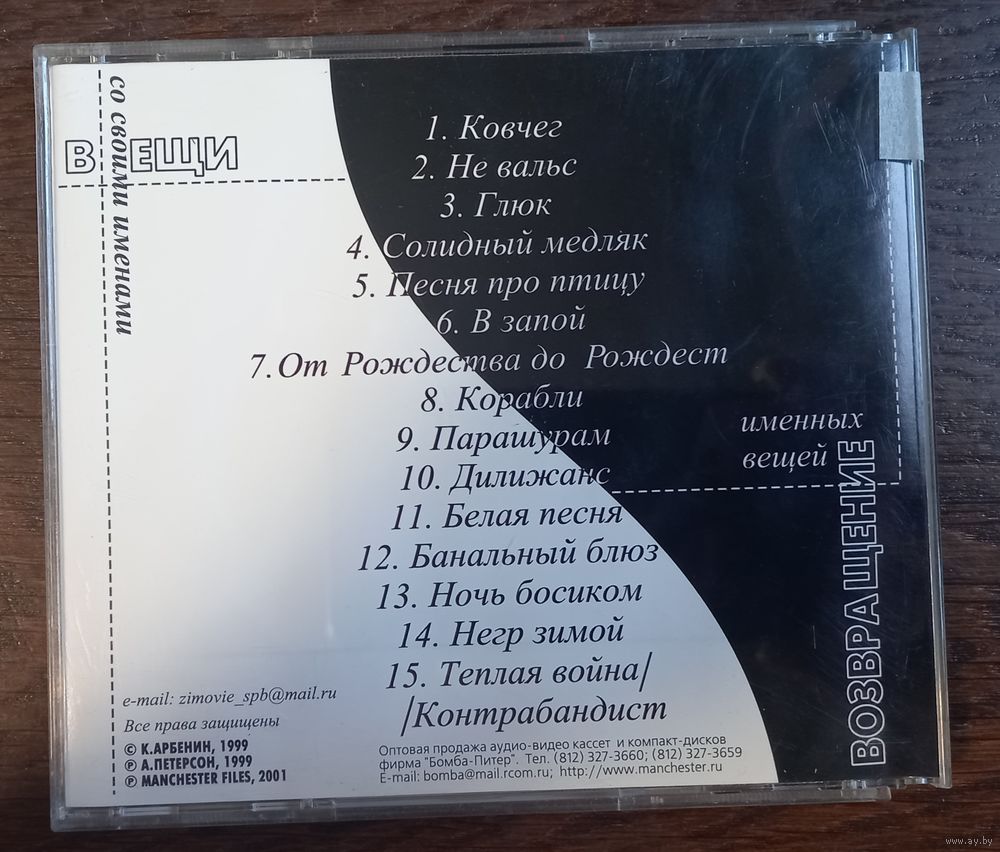 со своими именами
ВЕЩИ
1. Ковчег
2. Не вальс
3. Глюк
4. Солидный медляк
5. Песня про птицу
6. В запой
7. От Рождества до Рождест
8. Корабли
9. Парашурам
10. Дилижанс
11. Белая песня
12. Банальный блюз
13. Ночь босиком
14. Негр зимой
15. Теплая война/
/Контрабандист
именных
вещей
ВОЗВРАЩЕНИЕ
e-mail: zimovie_spb@mail.ru
Все права защищены
© К.АРБЕНИН, 1999
℗ А.ПЕТЕРСОН, 1999
℗ MANCHESTER FILES, 2001
Оптовая продажа аудио-видео кассет и компакт-дисков
фирма "Бомба-Питер". Тел. (812) 327-3660; (812) 327-3659
E-mail: bomba@mail.rcom.ru; http://www.manchester.ru
www.ay.by